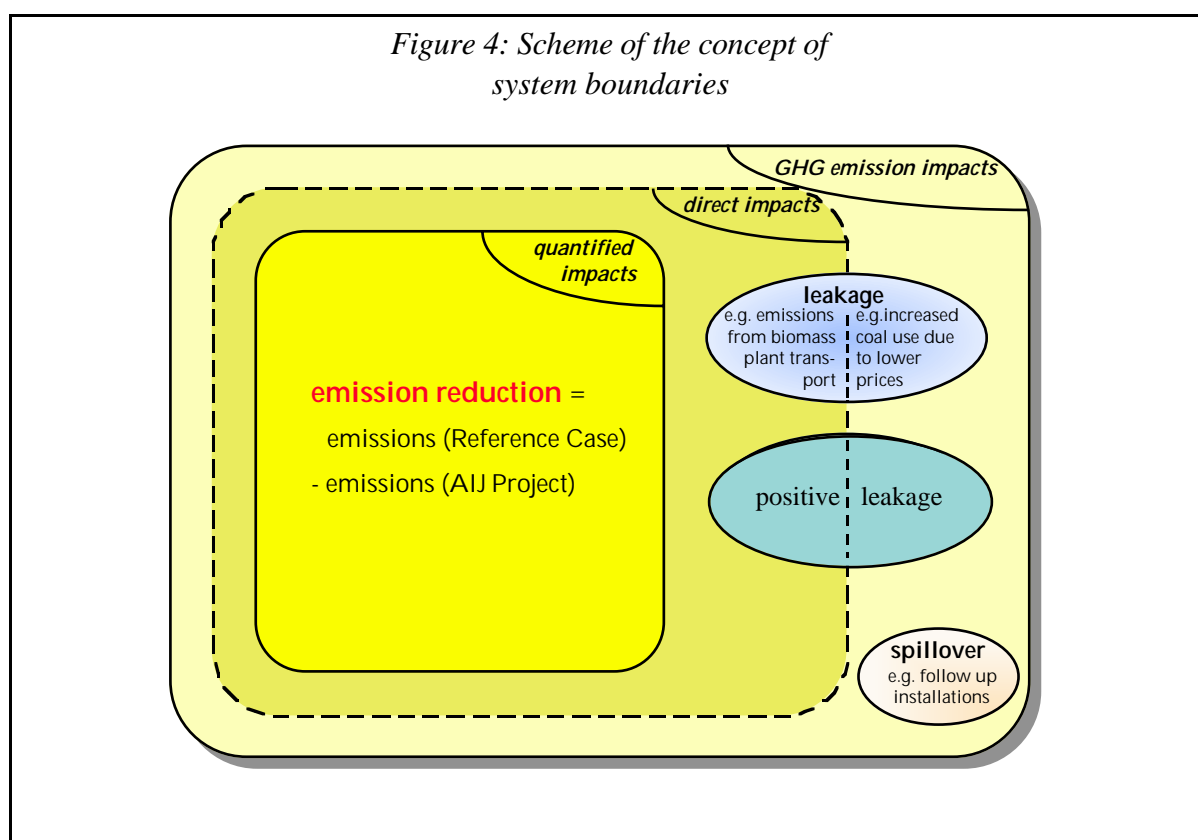 Figure 4: Scheme of the concept of
system boundaries
GHG emission impacts
direct impacts
quantified
impacts
leakage
e.g. emissions
from biomass
plant trans-
port
e.g.increased
coal use due
to lower
prices
emission reduction =
emissions (Reference Case)
- emissions (AIJ Project)
positive leakage
spillover
e.g. follow up
installations